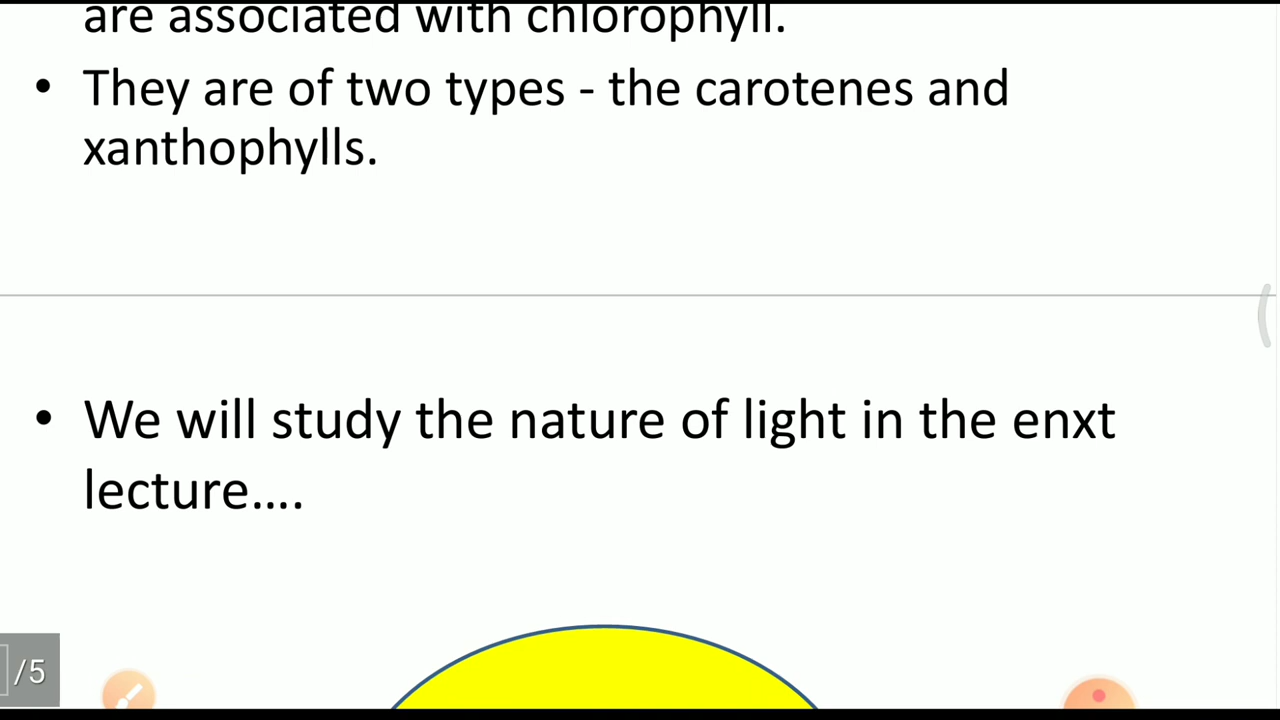 are associated with chlorophyll.
• They are of two types - the carotenes and
xanthophylls.
• We will study the nature of light in the enxt
lecture....
/5